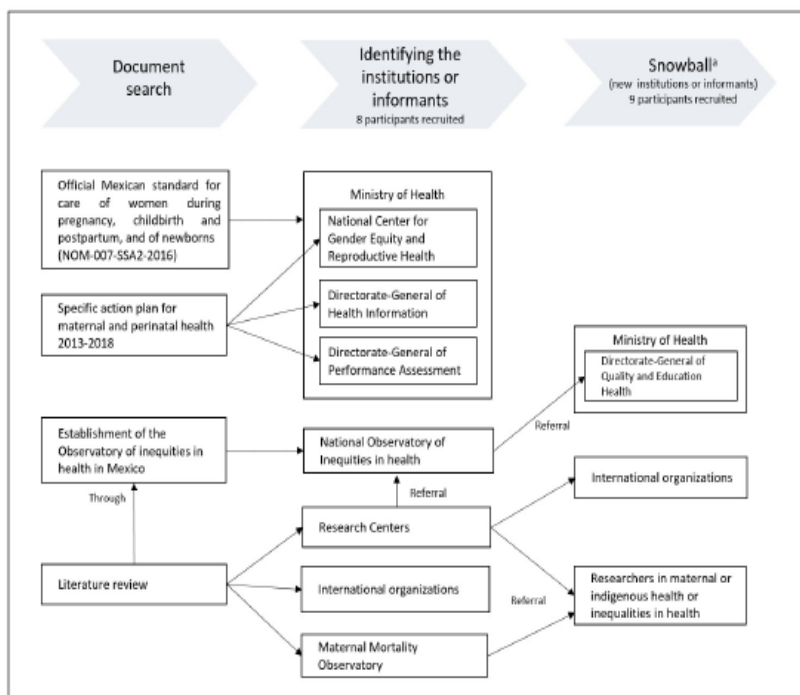 Document
search
Identifying the
institutions or
informants
8 participants recruited
Snowballª
(new institutions or informants)
9 participants recruited
Official Mexican standard for
care of women during
pregnancy, childbirth and
postpartum, and of newborns
(NOM-007-SSA2-2016)
Specific action plan for
maternal and perinatal health
2013-2018
Establishment of the
Observatory of inequities in
health in Mexico
Through
Literature review
Ministry of Health
National Center for
Gender Equity and
Reproductive Health
Directorate-General of
Health Information
Directorate-General of
Performance Assessment
National Observatory of
Inequities in health
Referral
Research Centers
International organizations
Maternal Mortality
Observatory
Referral
Referral
Ministry of Health
Directorate-General of
Quality and Education
Health
International organizations
Researchers in maternal or
indigenous health or
inequalities in health